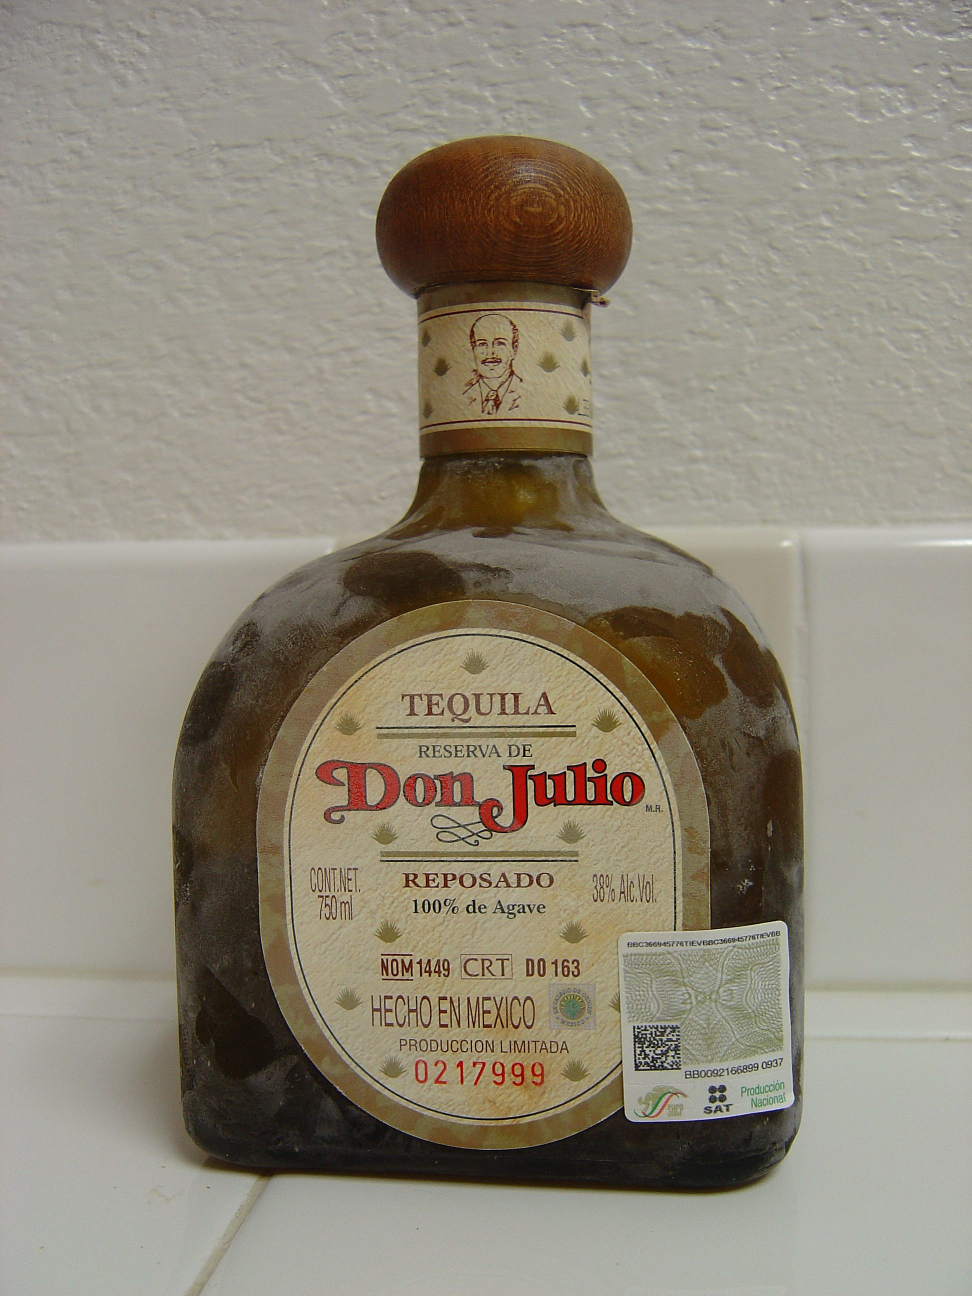 TEQUILA
RESERVA DE
Don Julio
M.R.
CONT.NET.
750 ml
REPOSADO
100% de Agave
38% Alc.Vol.
NOM 1449 CRT DO 163
HECHO EN MEXICO
PRODUCCION LIMITADA
0217999
BBC366945776TIEVBBC366945776TIEVBB
BB0092166899 0937
SAT
Producción
Nacional